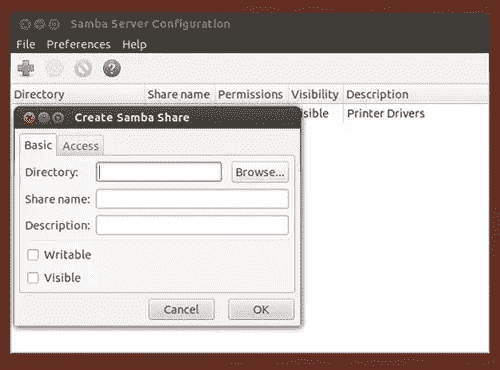 Samba Server Configuration
File Preferences Help
Directory Share name Permissions Visibility Description
Printer Drivers
Create Samba Share
Basic Access
Directory: Browse...
Share name:
Description:
Writable
Visible
Cancel OK